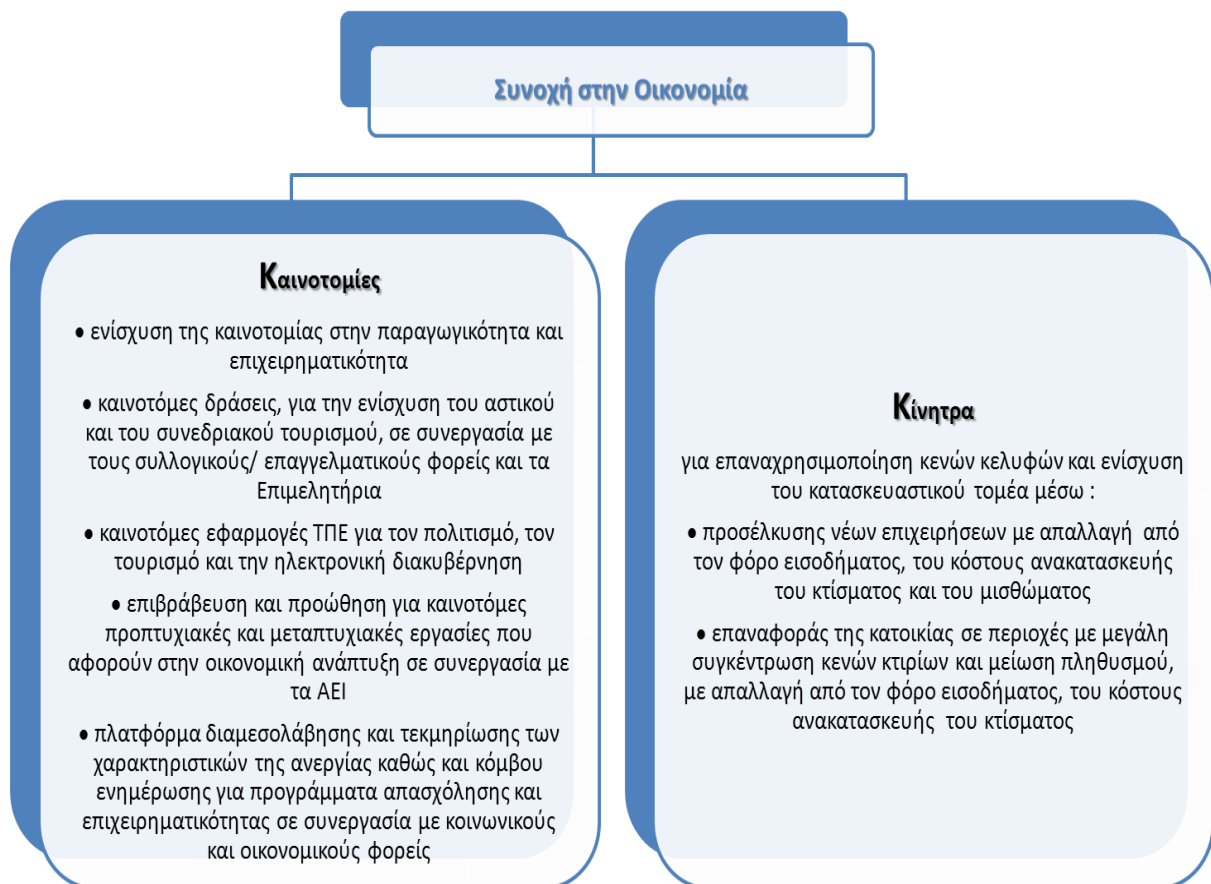 Συνοχή στην Οικονομία
Καινοτομίες
• ενίσχυση της καινοτομίας στην παραγωγικότητα και
επιχειρηματικότητα
• καινοτόμες δράσεις, για την ενίσχυση του αστικού
και του συνεδριακού τουρισμού, σε συνεργασία με
τους συλλογικούς/ επαγγελματικούς φορείς και τα
Επιμελητήρια
• καινοτόμες εφαρμογές ΤΠΕ για τον πολιτισμό, τον
τουρισμό και την ηλεκτρονική διακυβέρνηση
• επιβράβευση και προώθηση για καινοτόμες
προπτυχιακές και μεταπτυχιακές εργασίες που
αφορούν στην οικονομική ανάπτυξη σε συνεργασία με
τα ΑΕΙ
• πλατφόρμα διαμεσολάβησης και τεκμηρίωσης των
χαρακτηριστικών της ανεργίας καθώς και κόμβου
ενημέρωσης για προγράμματα απασχόλησης και
επιχειρηματικότητας σε συνεργασία με κοινωνικούς
και οικονομικούς φορείς
Κίνητρα
για επαναχρησιμοποίηση κενών κελυφών και ενίσχυση
του κατασκευαστικού τομέα μέσω :
• προσέλκυσης νέων επιχειρήσεων με απαλλαγή από
τον φόρο εισοδήματος, του κόστους ανακατασκευής
του κτίσματος και του μισθώματος
• επαναφοράς της κατοικίας σε περιοχές με μεγάλη
συγκέντρωση κενών κτιρίων και μείωση πληθυσμού,
με απαλλαγή από τον φόρο εισοδήματος, του κόστους
ανακατασκευής του κτίσματος